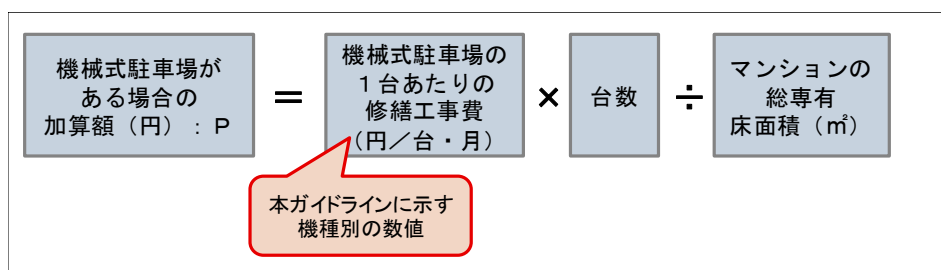 機械式駐車場が
ある場合の
加算額（円）：Ｐ
＝
機械式駐車場の
１台あたりの
修繕工事費
（円／台・月）
×
台数
÷
マンションの
総専有
床面積（㎡）
本ガイドラインに示す
機種別の数値